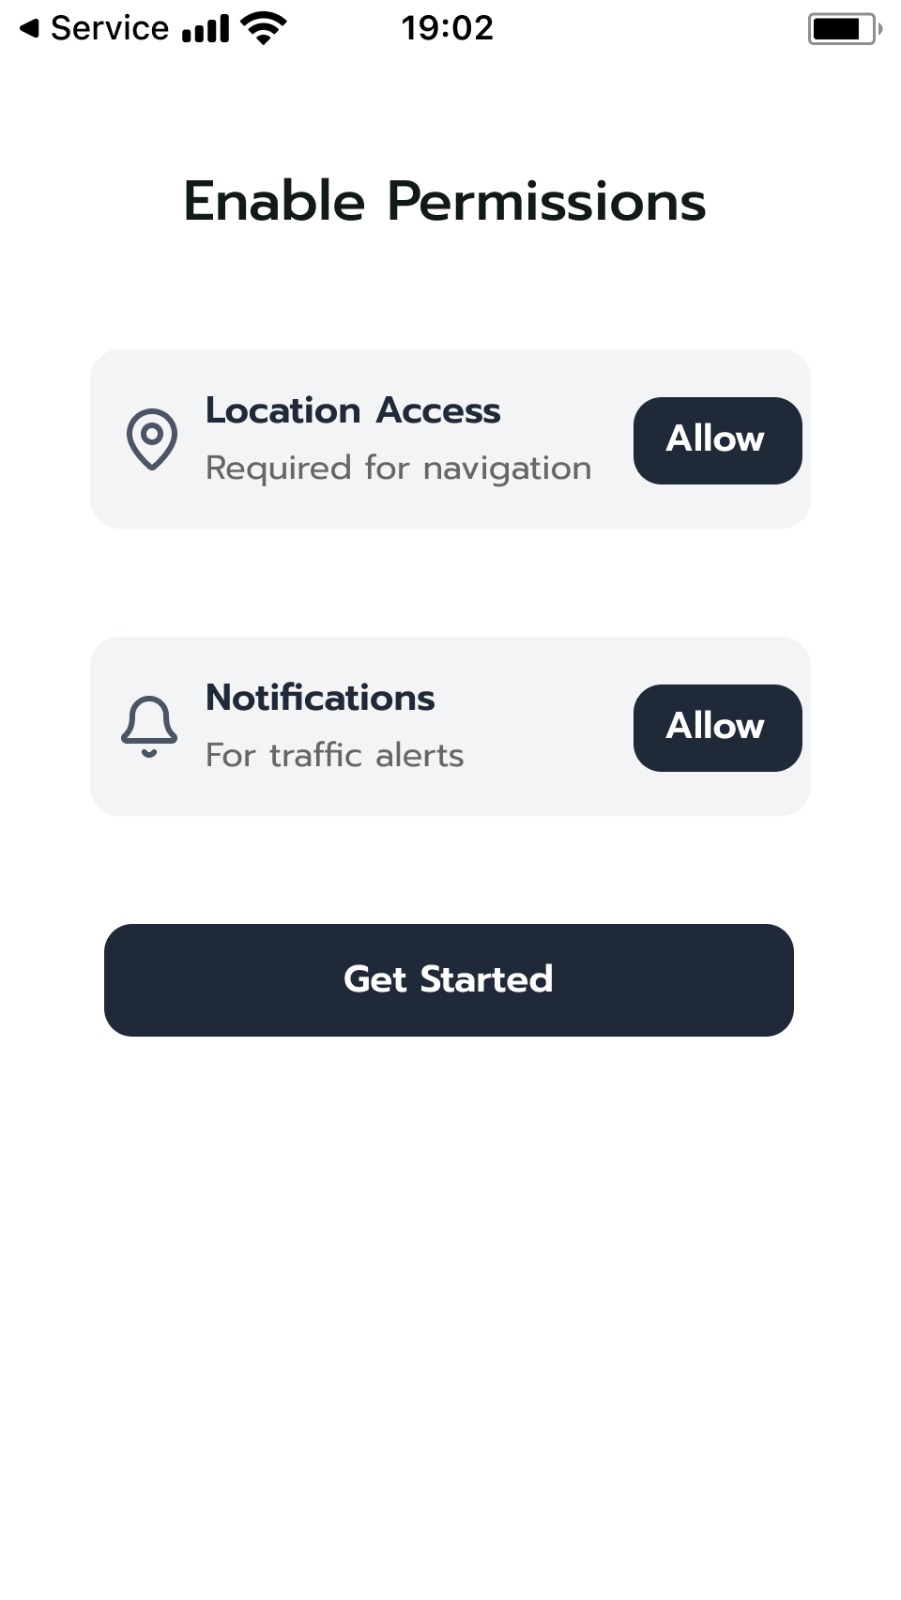 Service
19:02
Enable Permissions
Location Access
Required for navigation
Allow
Notifications
For traffic alerts
Allow
Get Started